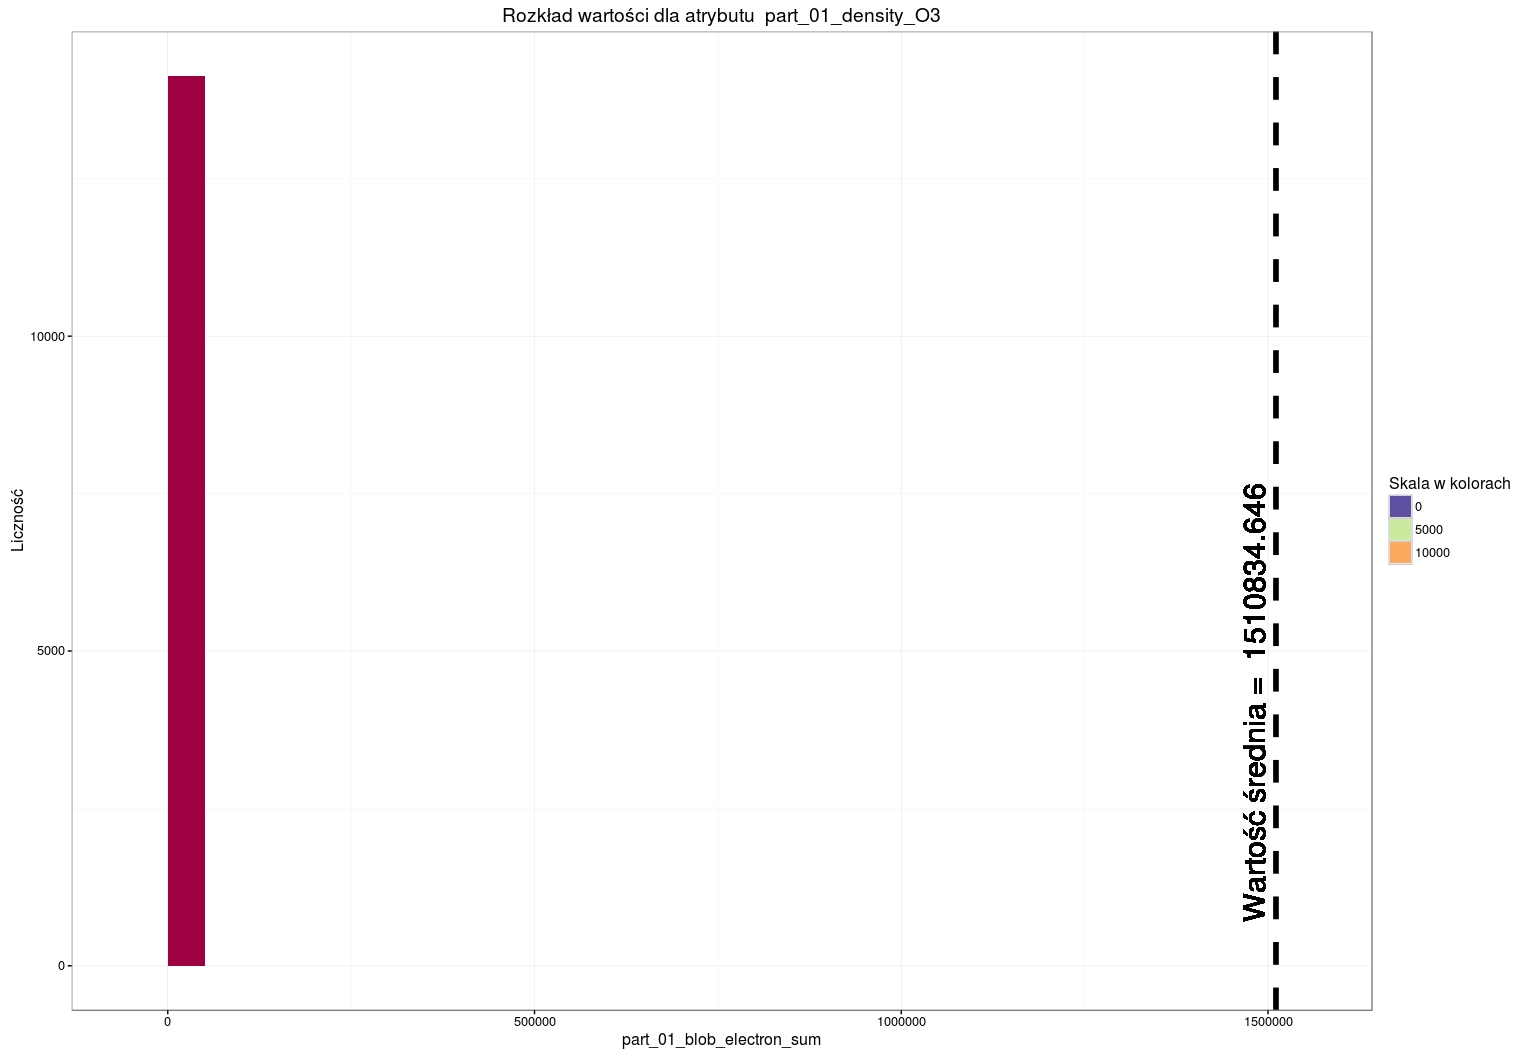 Rozkład wartości dla atrybutu  part_01_density_O3
Liczność
10000
5000
0
Wartość średnia =  1510834.646
0
500000
1000000
1500000
part_01_blob_electron_sum
Skala w kolorach
0
5000
10000